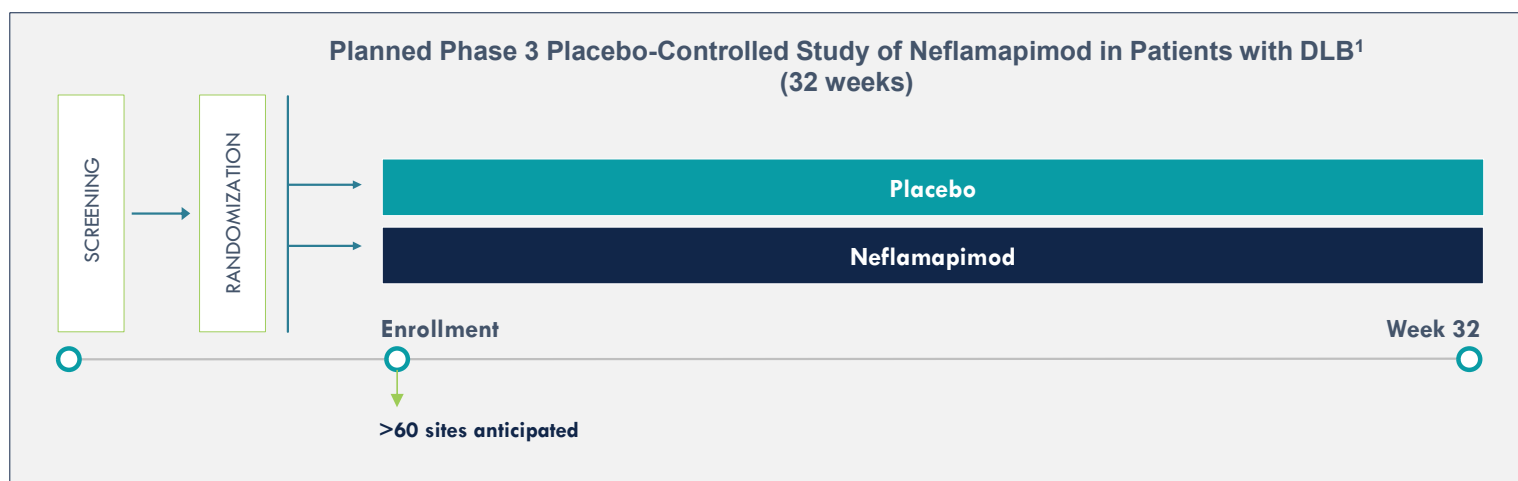 Planned Phase 3 Placebo-Controlled Study of Neflamapimod in Patients with DLB¹
(32 weeks)
SCREENING
RANDOMIZATION
Placebo
Neflamapimod
Enrollment
Week 32
>60 sites anticipated